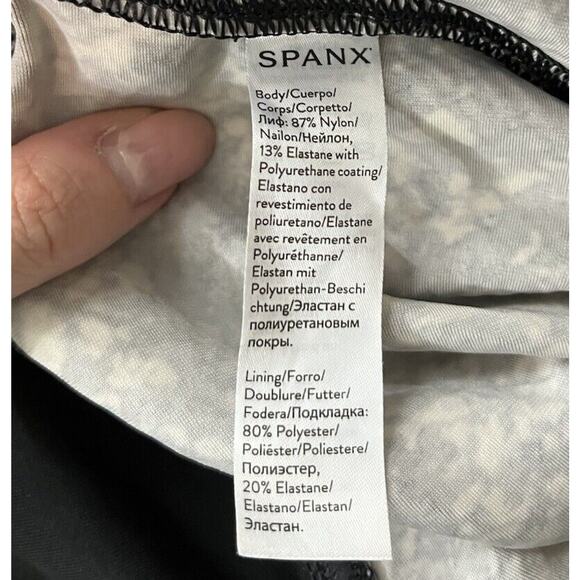 SPANX
Body/Cuerpo/
Corps/Corpetto/
Лиф: 87% Nylon/
Nailon/Нейлон,
13% Elastane with
Polyurethane coating/
Elastano con
revestimiento de
poliuretano/Elastane
avec revêtement en
Polyuréthanne/
Elastan mit
Polyurethan-Beschi
chtung/Эластан с
полиуретановым
покры.
Lining/Forro/
Doublure/Futter/
Fodera/Подкладка:
80% Polyester/
Poliéster/Poliestere/
Полиэстер,
20% Elastane/
Elastano/Elastan/
Эластан.